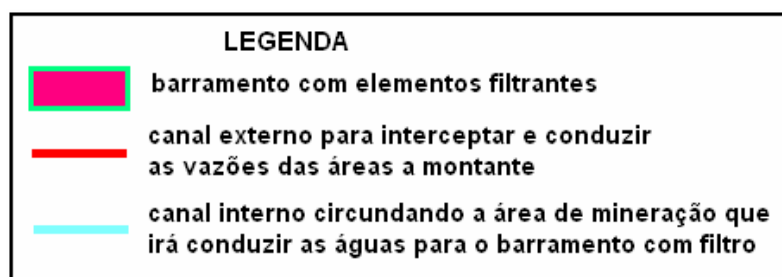 LEGENDA
barramento com elementos filtrantes
canal externo para interceptar e conduzir
as vazões das áreas a montante
canal interno circundando a área de mineração que
irá conduzir as águas para o barramento com filtro